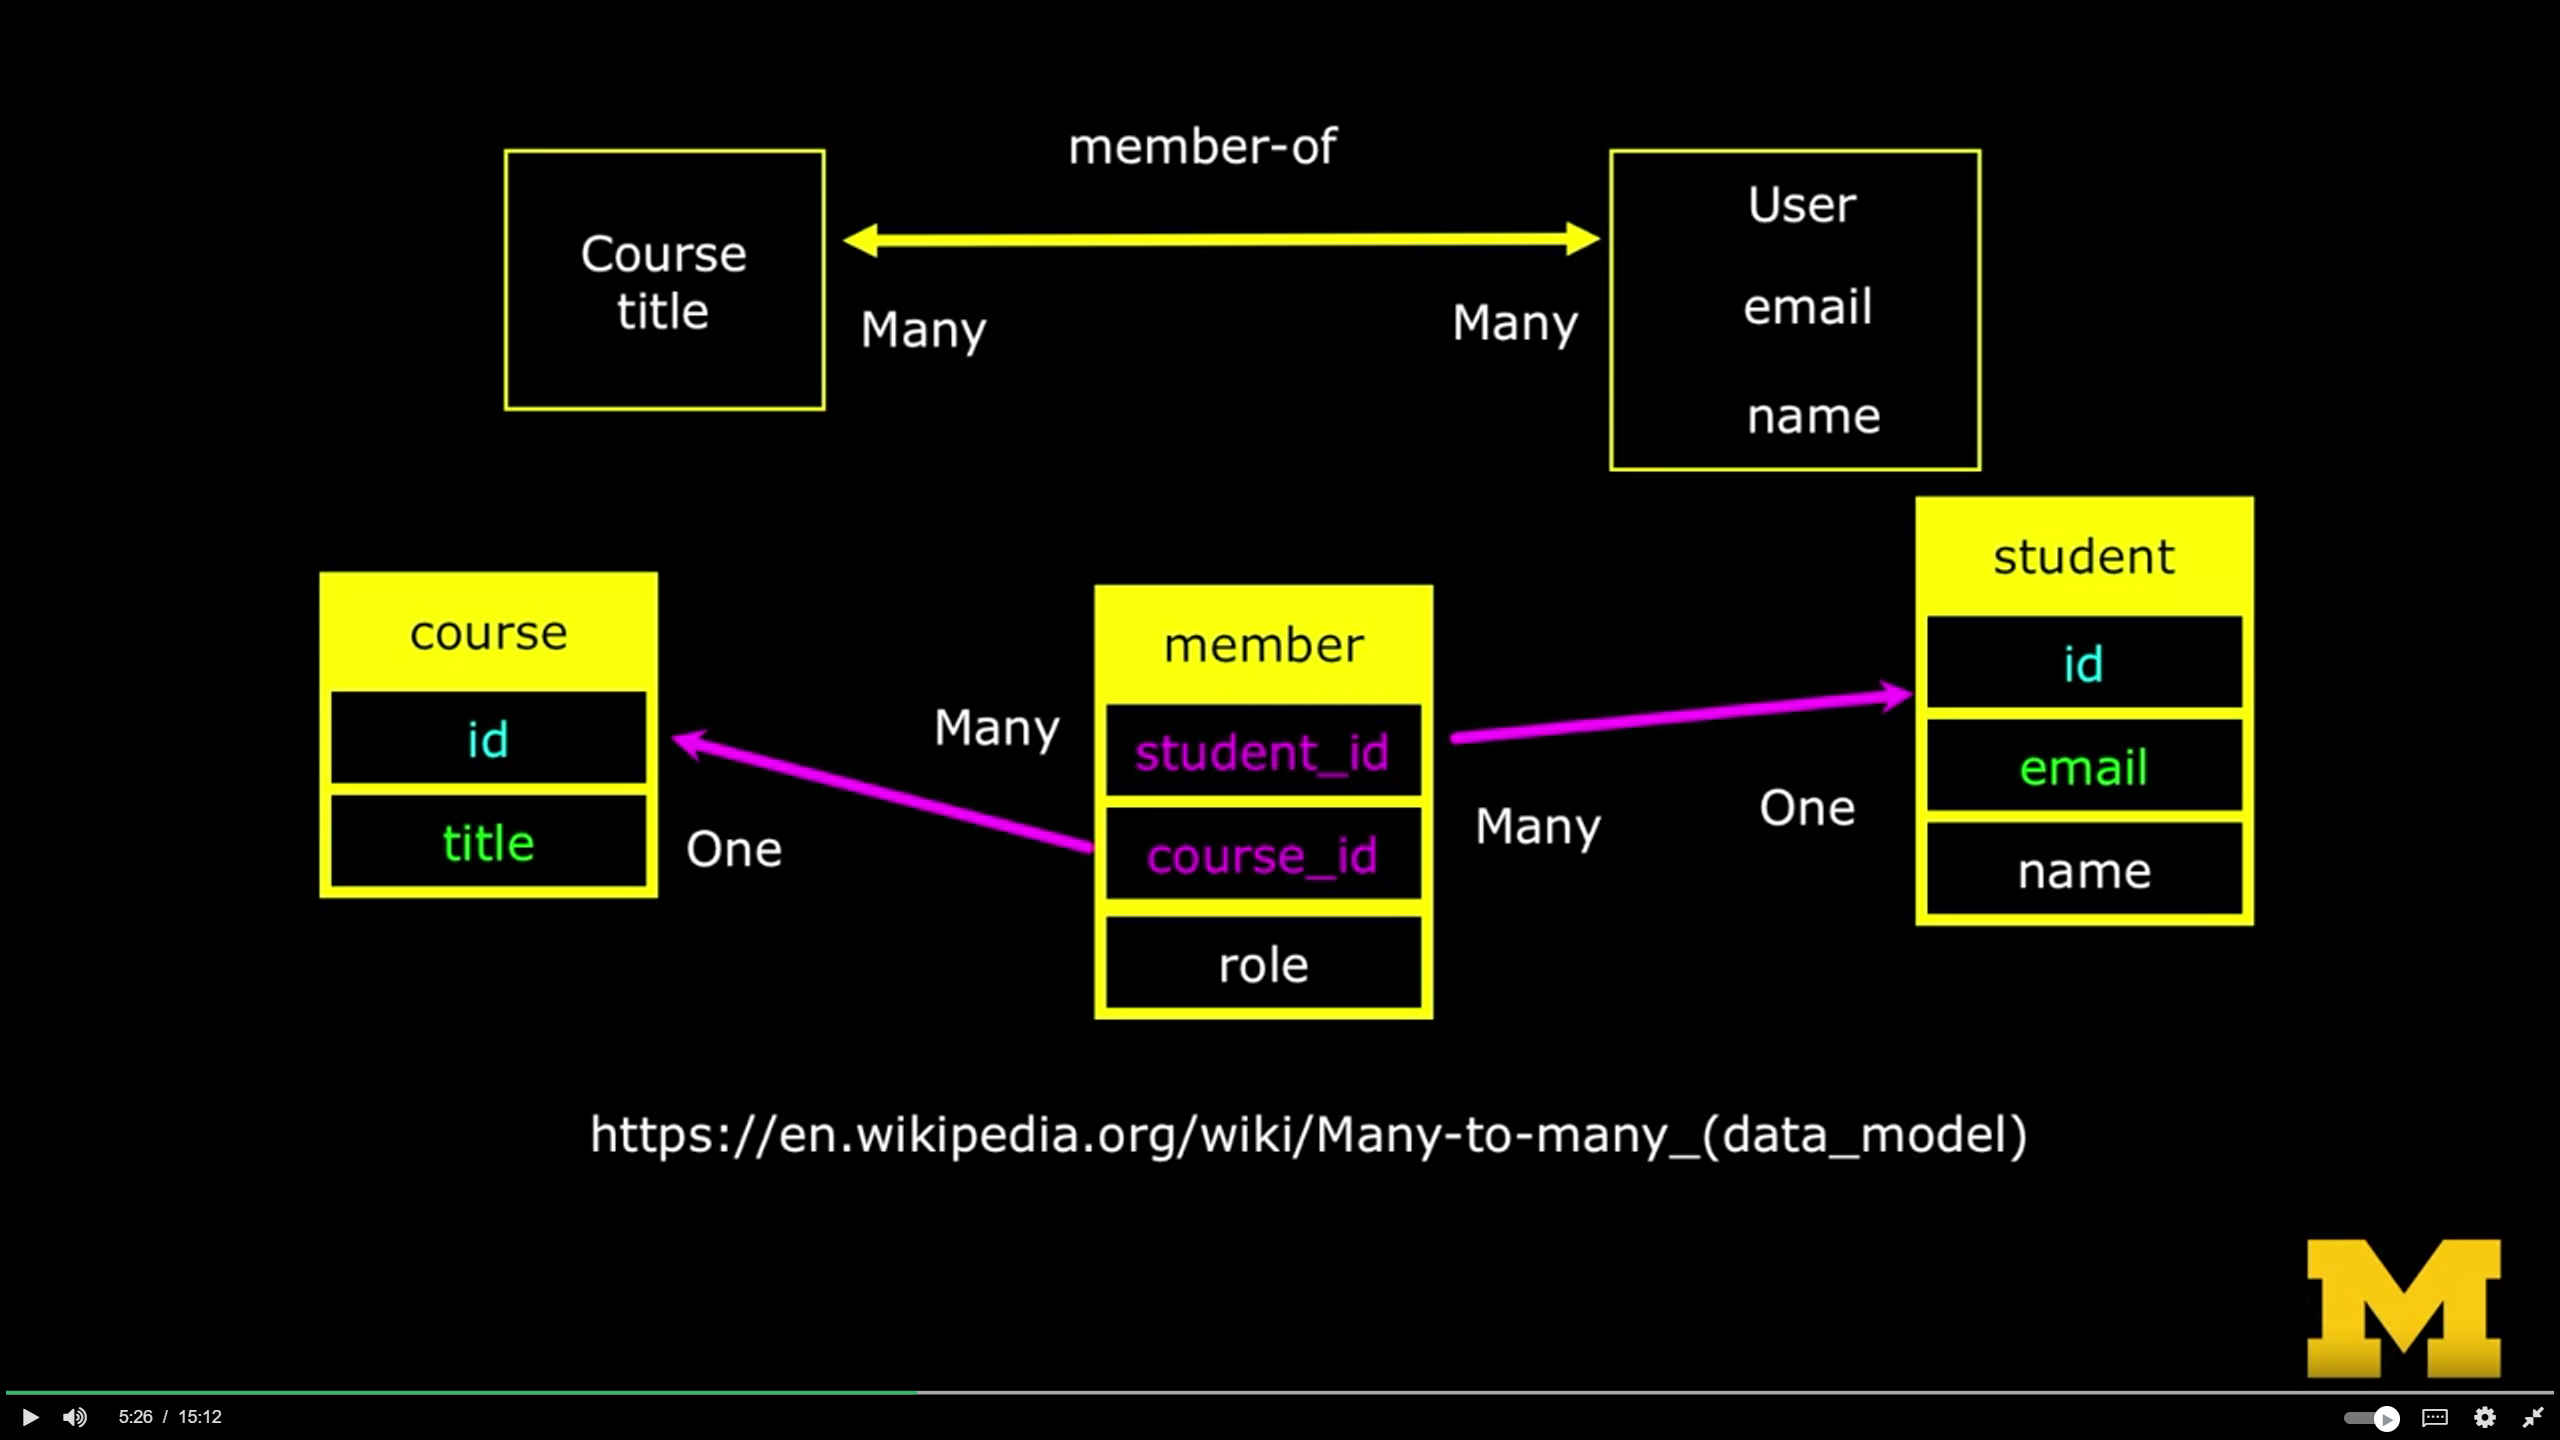 member-of
Course
title
User
email
name
Many
Many
course
id
title
One
Many
member
student_id
course_id
role
Many
One
student
id
email
name
https://en.wikipedia.org/wiki/Many-to-many_(data_model)
M
5:26 / 15:12